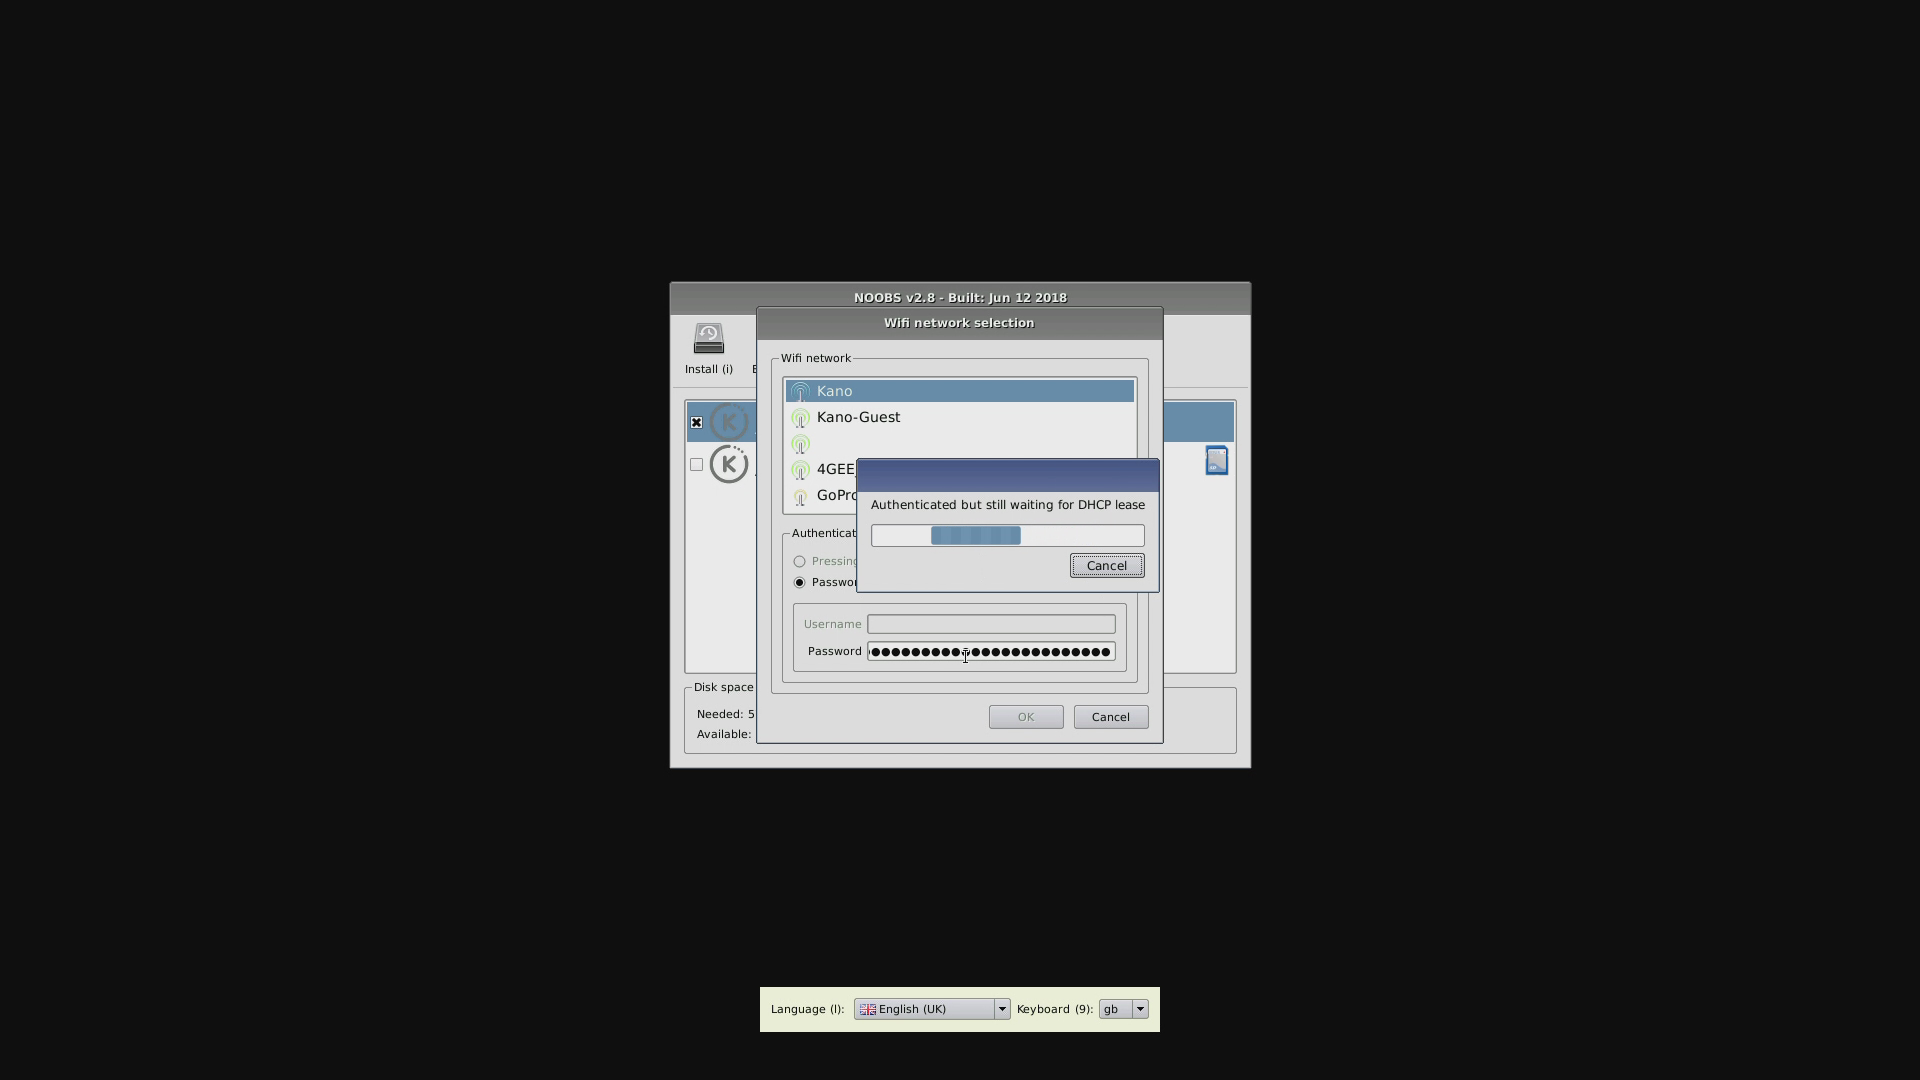 NOOBS v2.8 - Built: Jun 12 2018
Wifi network selection
Install (i)
Wifi network
Kano
Kano-Guest
4GEE
GoPro
Authenticated but still waiting for DHCP lease
Cancel
Authenticat
Pressing
Passwor
Username
Password
OK
Cancel
Disk space
Needed: 5
Available:
Language (l):
English (UK)
Keyboard (9):
gb